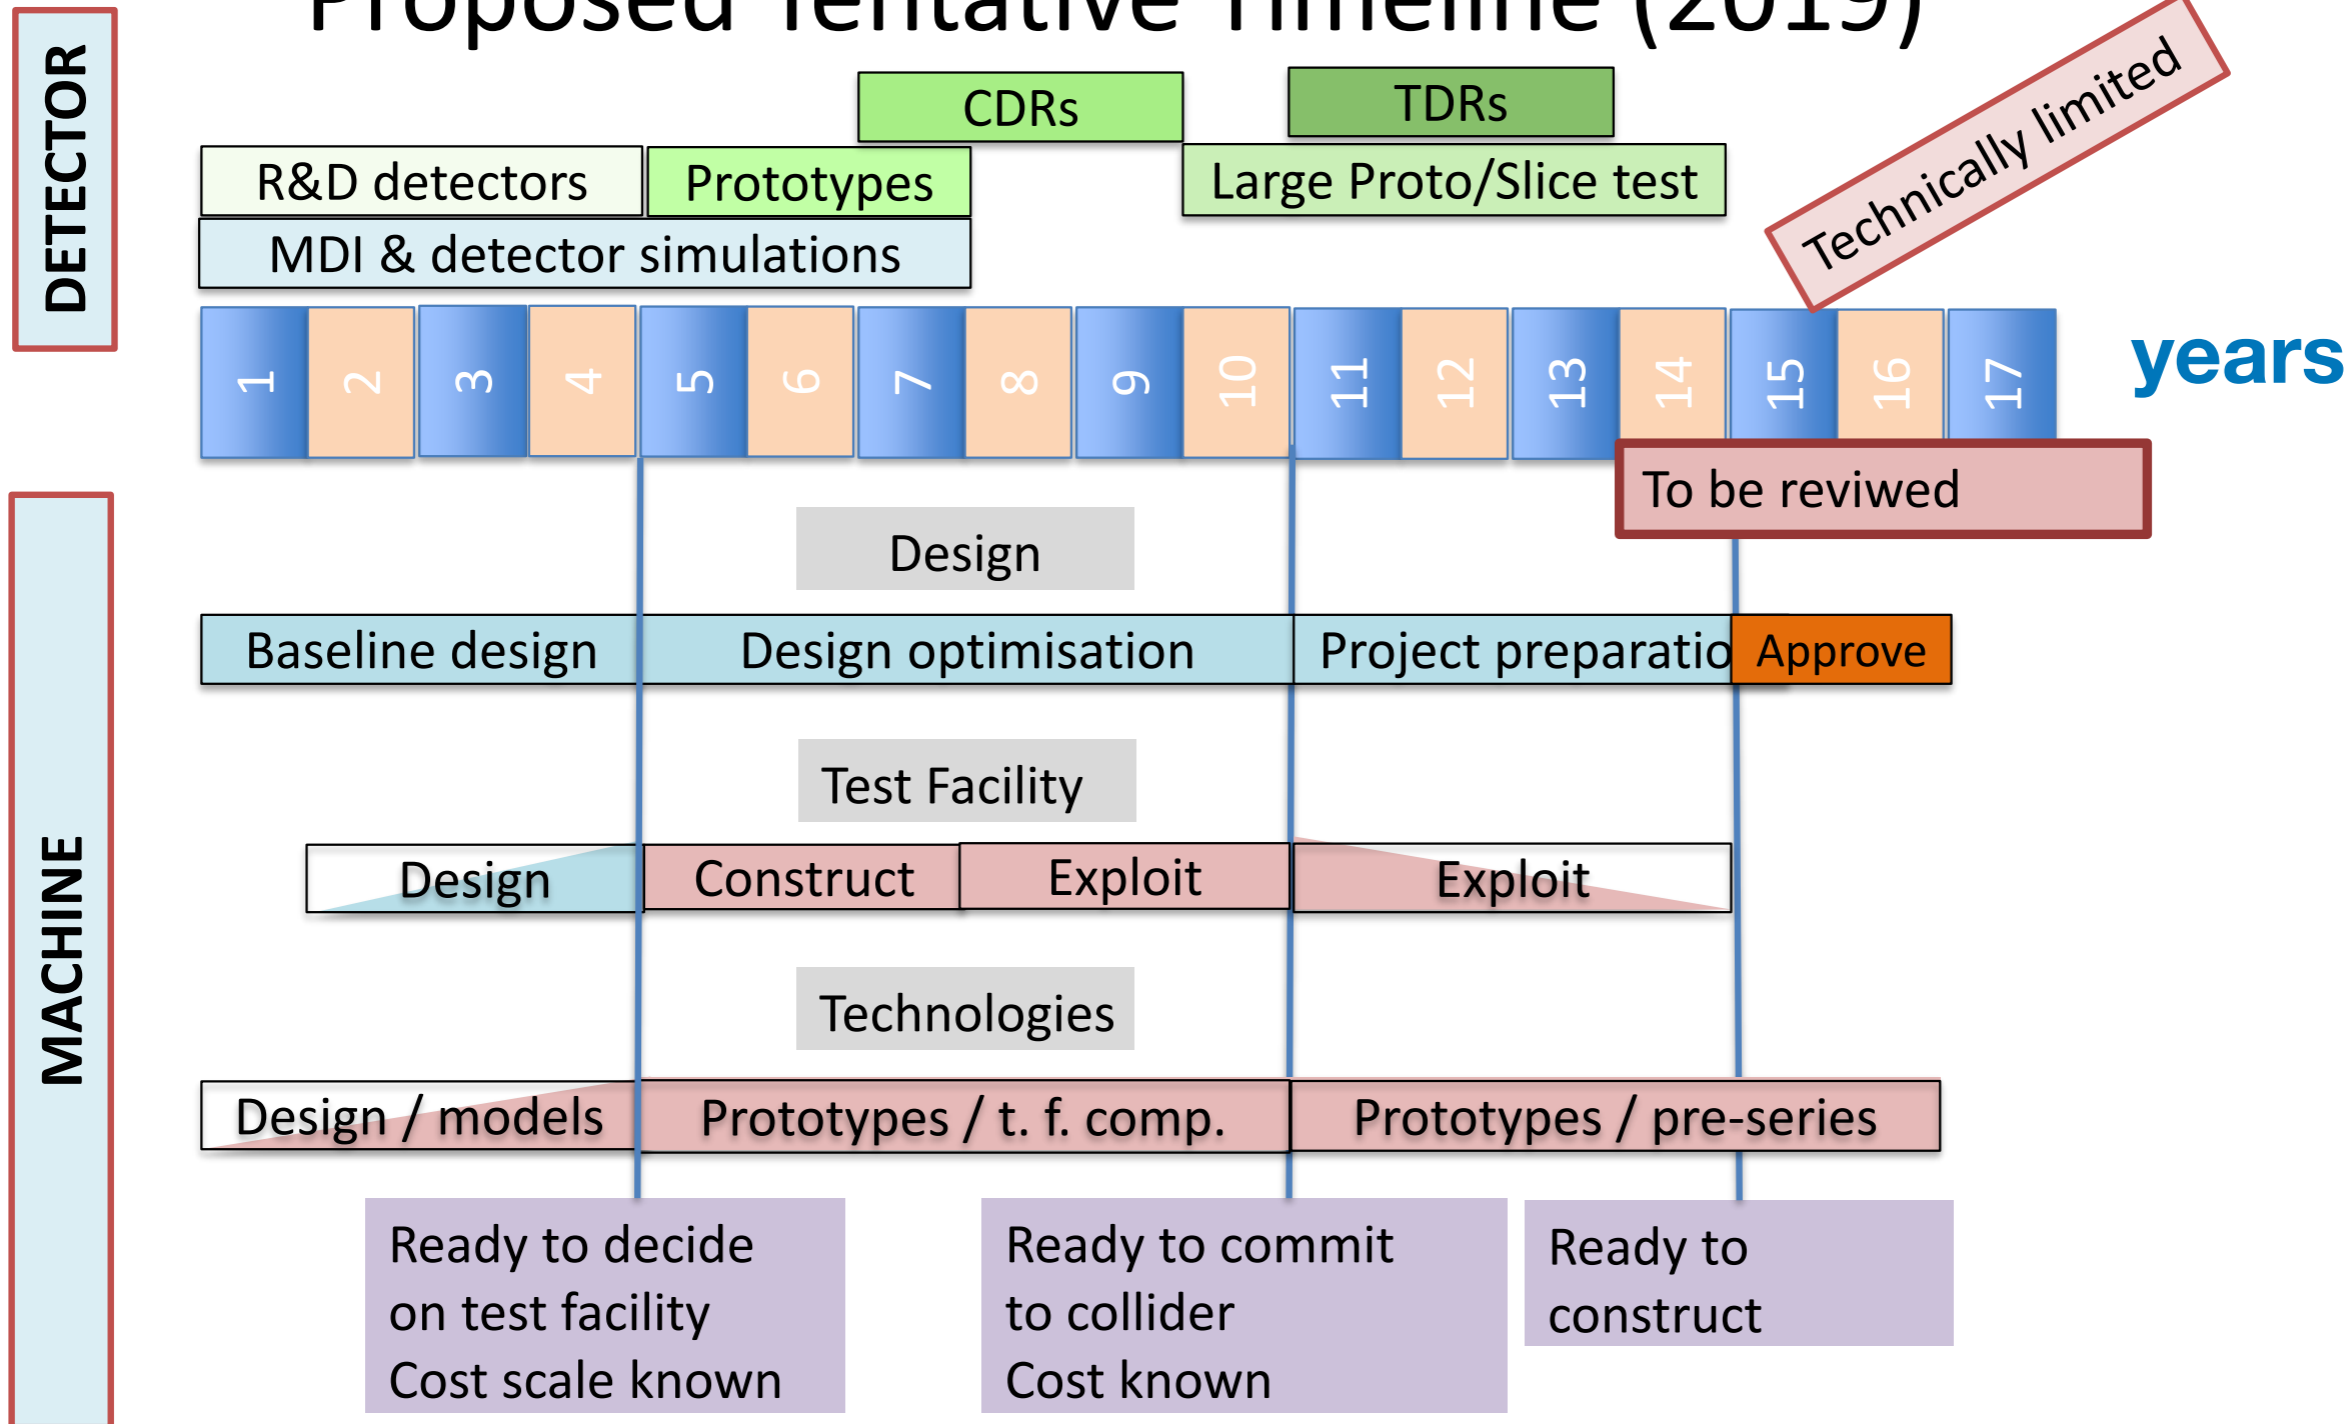 Proposed Tentative Timeline (2019)
DETECTOR
CDRs
TDRs
Technically limited
R&D detectors
Prototypes
Large Proto/Slice test
MDI & detector simulations
1 2 3 4 5 6 7 8 9 10 11 12 13 14 15 16 17
years
To be reviwed
MACHINE
Design
Baseline design
Design optimisation
Project preparatio
Approve
Test Facility
Design
Construct
Exploit
Exploit
Technologies
Design / models
Prototypes / t. f. comp.
Prototypes / pre-series
Ready to decide
on test facility
Cost scale known
Ready to commit
to collider
Cost known
Ready to
construct